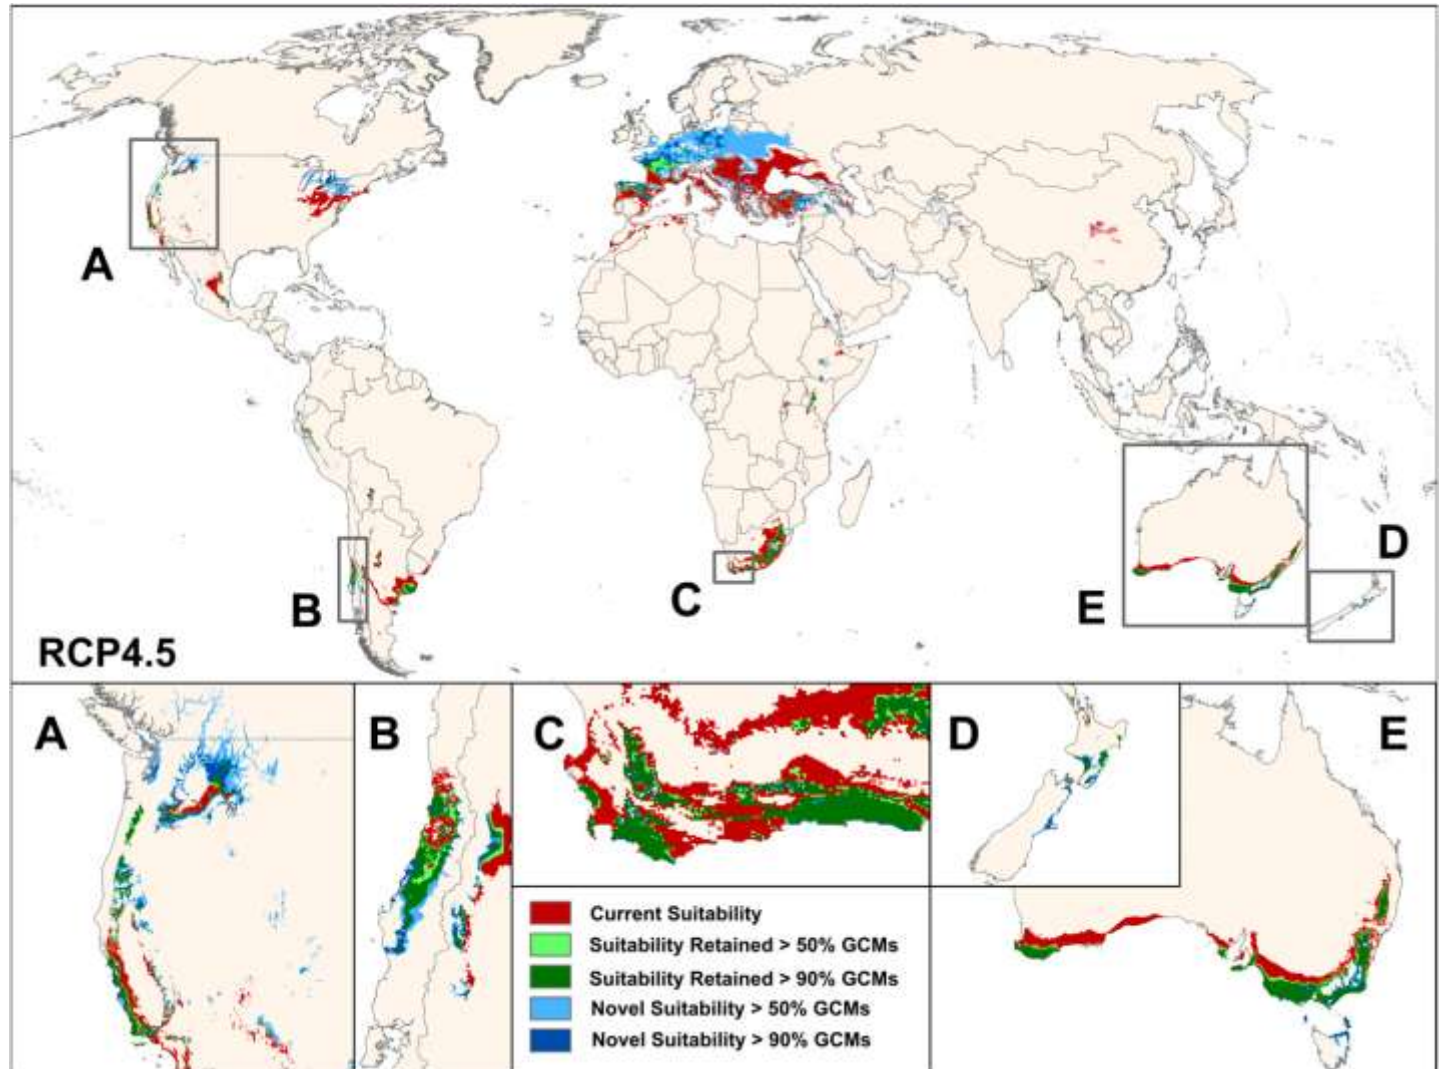 A
B
C
D
E
RCP4.5
A
B
C
D
E
Current Suitability
Suitability Retained > 50% GCMs
Suitability Retained > 90% GCMs
Novel Suitability > 50% GCMs
Novel Suitability > 90% GCMs